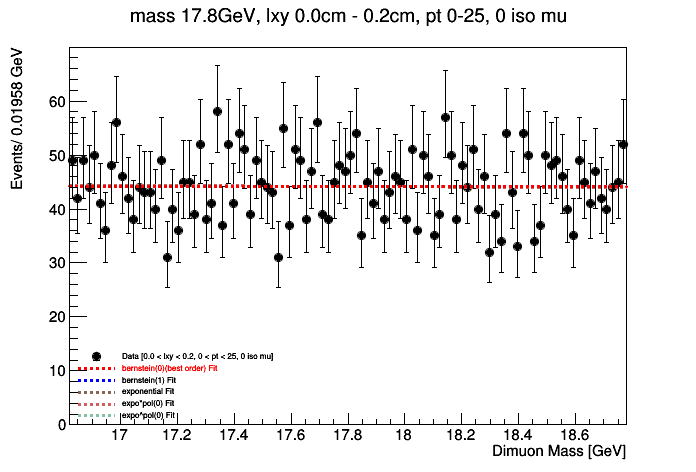 mass 17.8GeV, lxy 0.0cm - 0.2cm, pt 0-25, 0 iso mu
Events/ 0.01958 GeV
60
50
40
30
20
10
0
Data [0.0 < lxy < 0.2, 0 < pt < 25, 0 iso mu]
bernstein(0)(best order) Fit
bernstein(1) Fit
exponential Fit
expo*pol(0) Fit
expo^pol(0) Fit
17 17.2 17.4 17.6 17.8 18 18.2 18.4 18.6
Dimuon Mass [GeV]